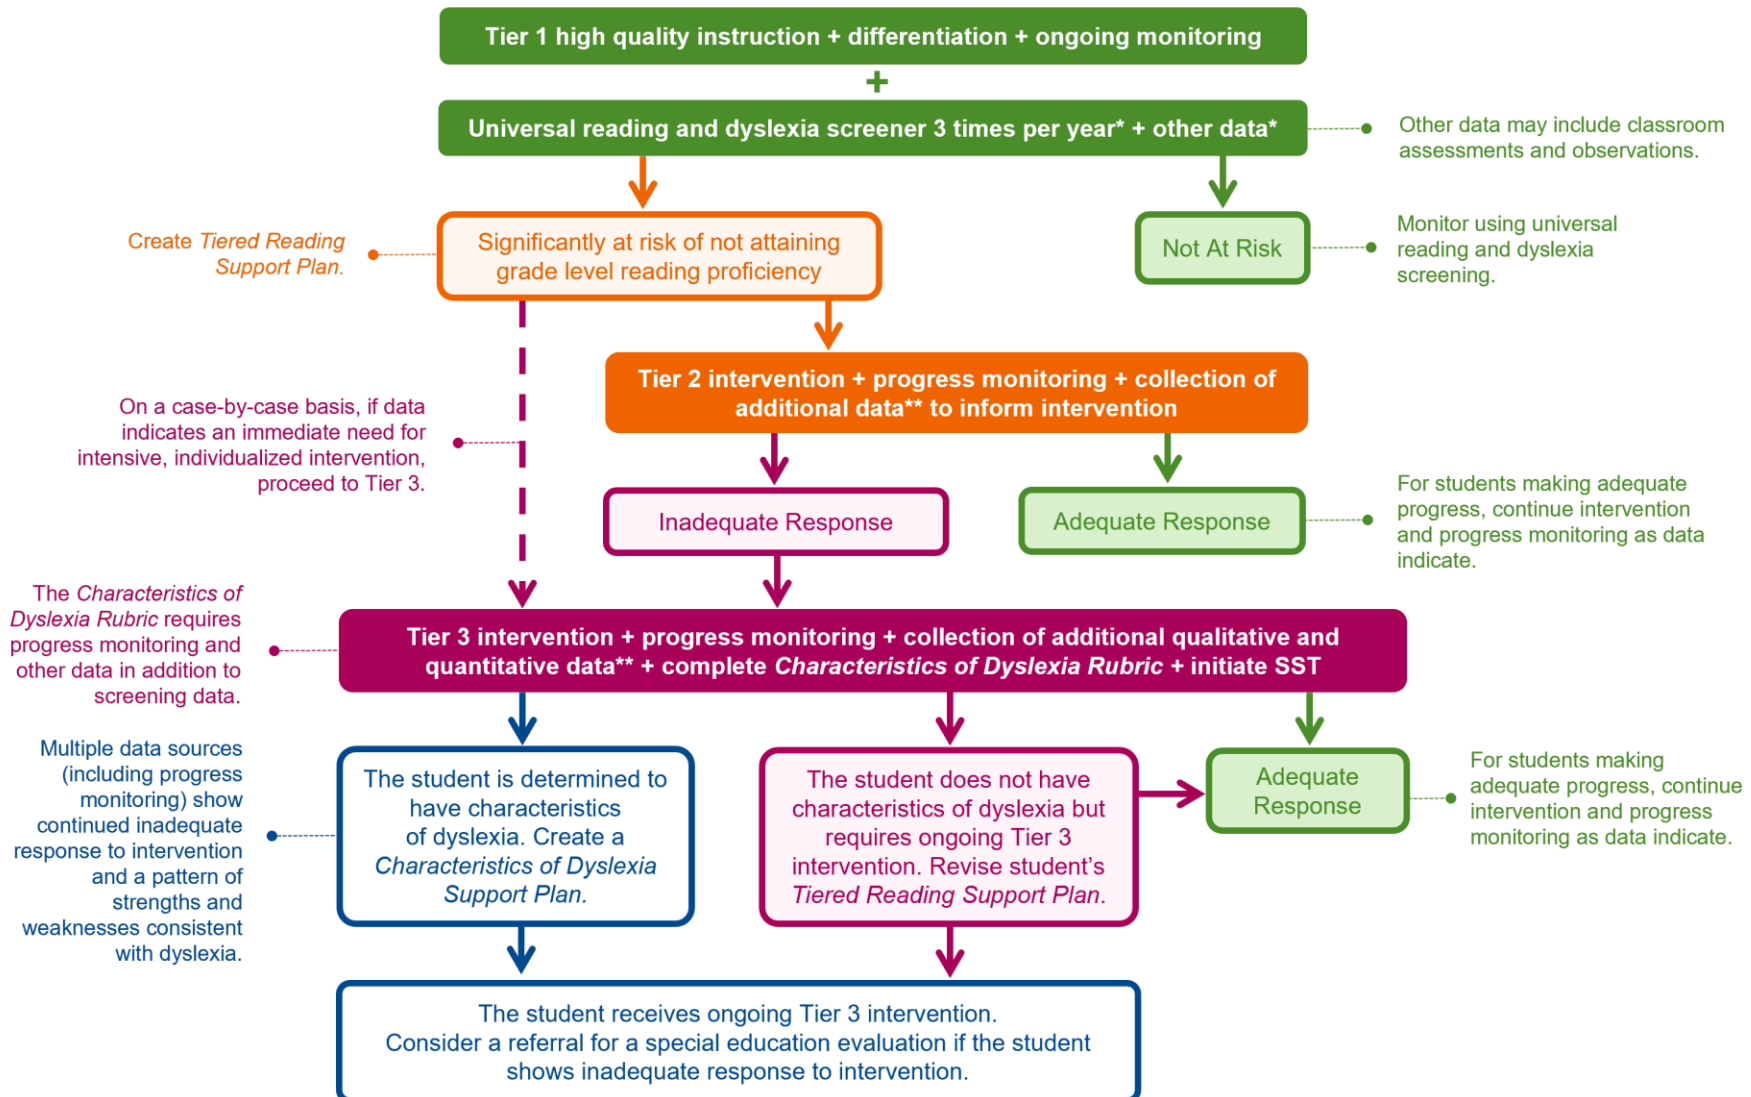 Tier 1 high quality instruction + differentiation + ongoing monitoring
+
Universal reading and dyslexia screener 3 times per year* + other data*
Other data may include classroom
assessments and observations.
Create Tiered Reading
Support Plan.
Significantly at risk of not attaining
grade level reading proficiency
Not At Risk
Monitor using universal
reading and dyslexia
screening.
Tier 2 intervention + progress monitoring + collection of
additional data** to inform intervention
On a case-by-case basis, if data
indicates an immediate need for
intensive, individualized intervention,
proceed to Tier 3.
Inadequate Response
Adequate Response
For students making adequate
progress, continue intervention
and progress monitoring as data
indicate.
The Characteristics of
Dyslexia Rubric requires
progress monitoring and
other data in addition to
screening data.
Tier 3 intervention + progress monitoring + collection of additional qualitative and
quantitative data** + complete Characteristics of Dyslexia Rubric + initiate SST
Multiple data sources
(including progress
monitoring) show
continued inadequate
response to intervention
and a pattern of
strengths and
weaknesses consistent
with dyslexia.
The student is determined to
have characteristics
of dyslexia. Create a
Characteristics of Dyslexia
Support Plan.
The student does not have
characteristics of dyslexia but
requires ongoing Tier 3
intervention. Revise student’s
Tiered Reading Support Plan.
Adequate
Response
For students making
adequate progress, continue
intervention and progress
monitoring as data indicate.
The student receives ongoing Tier 3 intervention.
Consider a referral for a special education evaluation if the student
shows inadequate response to intervention.